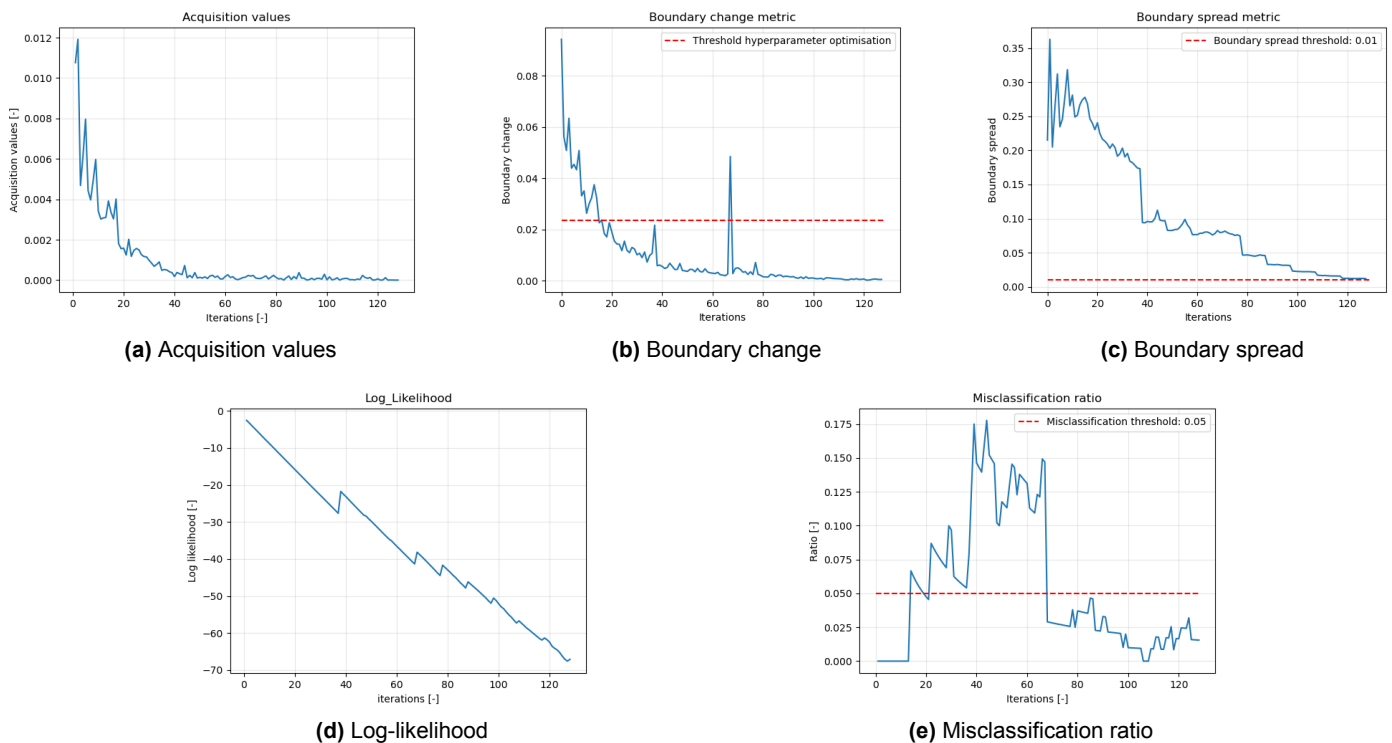 Acquisition values
0.012
0.010
0.008
0.006
0.004
0.002
0.000
Acquisition values [-]
0 20 40 60 80 100 120
Iterations [-]
(a) Acquisition values
Boundary change metric
Threshold hyperparameter optimisation
0.08
0.06
0.04
0.02
0.00
Boundary change
0 20 40 60 80 100 120
Iterations
(b) Boundary change
Boundary spread metric
Boundary spread threshold: 0.01
0.35
0.30
0.25
0.20
0.15
0.10
0.05
0.00
Boundary spread
0 20 40 60 80 100 120
Iterations
(c) Boundary spread
Log_Likelihood
0
−10
−20
−30
−40
−50
−60
−70
Log likelihood [-]
0 20 40 60 80 100 120
iterations [-]
(d) Log-likelihood
Misclassification ratio
Misclassification threshold: 0.05
0.175
0.150
0.125
0.100
0.075
0.050
0.025
0.000
Ratio [-]
0 20 40 60 80 100 120
Iterations [-]
(e) Misclassification ratio